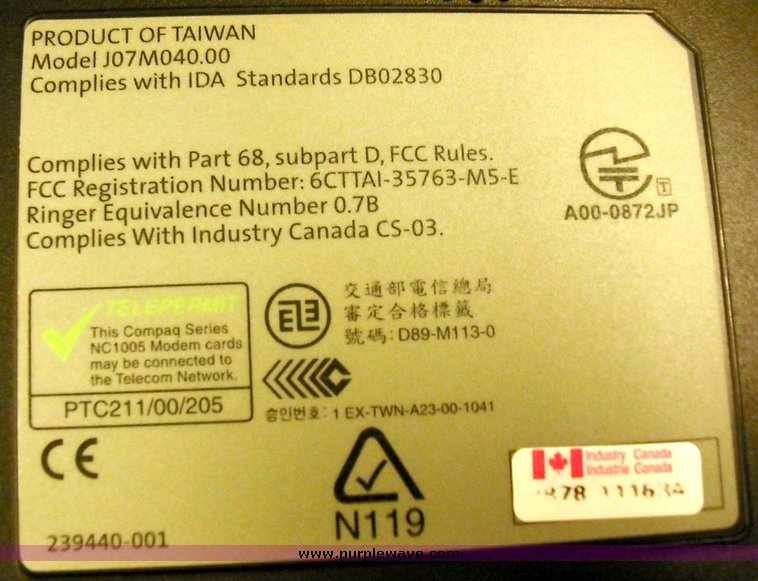 PRODUCT OF TAIWAN
Model J07M040.00
Complies with IDA Standards DB02830
Complies with Part 68, subpart D, FCC Rules.
FCC Registration Number: 6CTTAI-35763-M5-E
Ringer Equivalence Number 0.7B
Complies With Industry Canada CS-03.
T
A00-0872JP
TELEPERMIT
This Compaq Series
NC1005 Modem cards
may be connected to
the Telecom Network.
PTC211/00/205
交通部電信總局
審定合格標籤
號碼: D89-M113-0
승인번호: 1 EX-TWN-A23-00-1041
CE
N119
Industry Canada
Industrie Canada
239440-001
www.purplewave.com